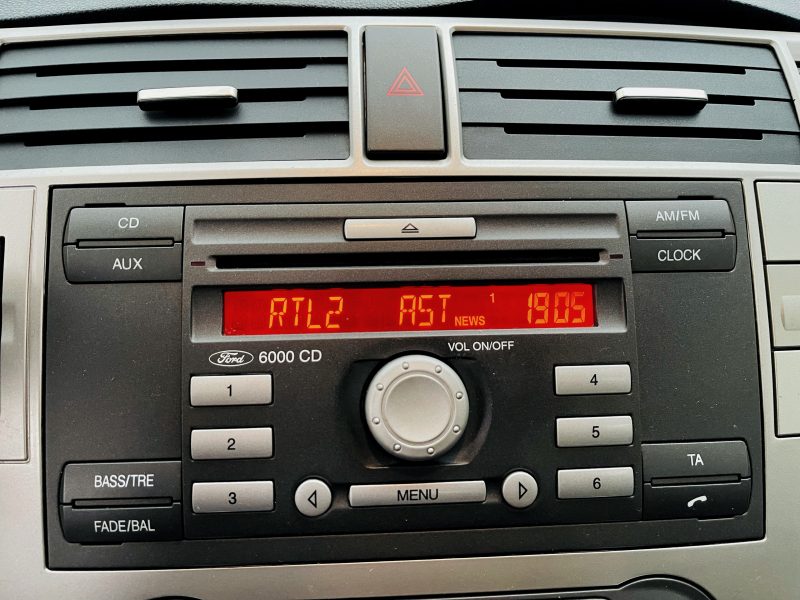 CD
AUX
AM/FM
CLOCK
RTL2 AST NEWS 1 1905
Ford 6000 CD
VOL ON/OFF
1
2
3
4
5
6
BASS/TRE
FADE/BAL
MENU
TA